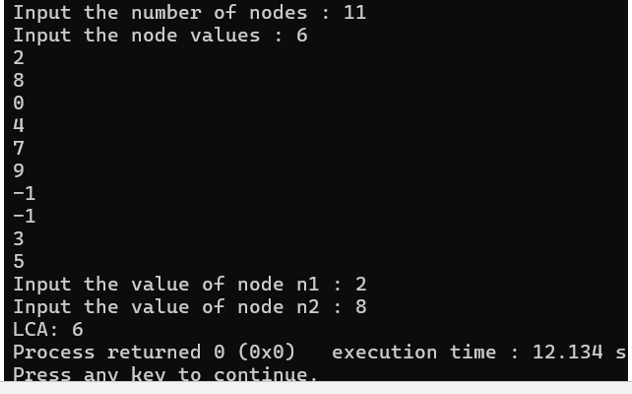 Input the number of nodes : 11
Input the node values : 6
2
8
0
4
7
9
-1
-1
3
5
Input the value of node n1 : 2
Input the value of node n2 : 8
LCA: 6
Process returned 0 (0x0)   execution time : 12.134 s
Press any key to continue.